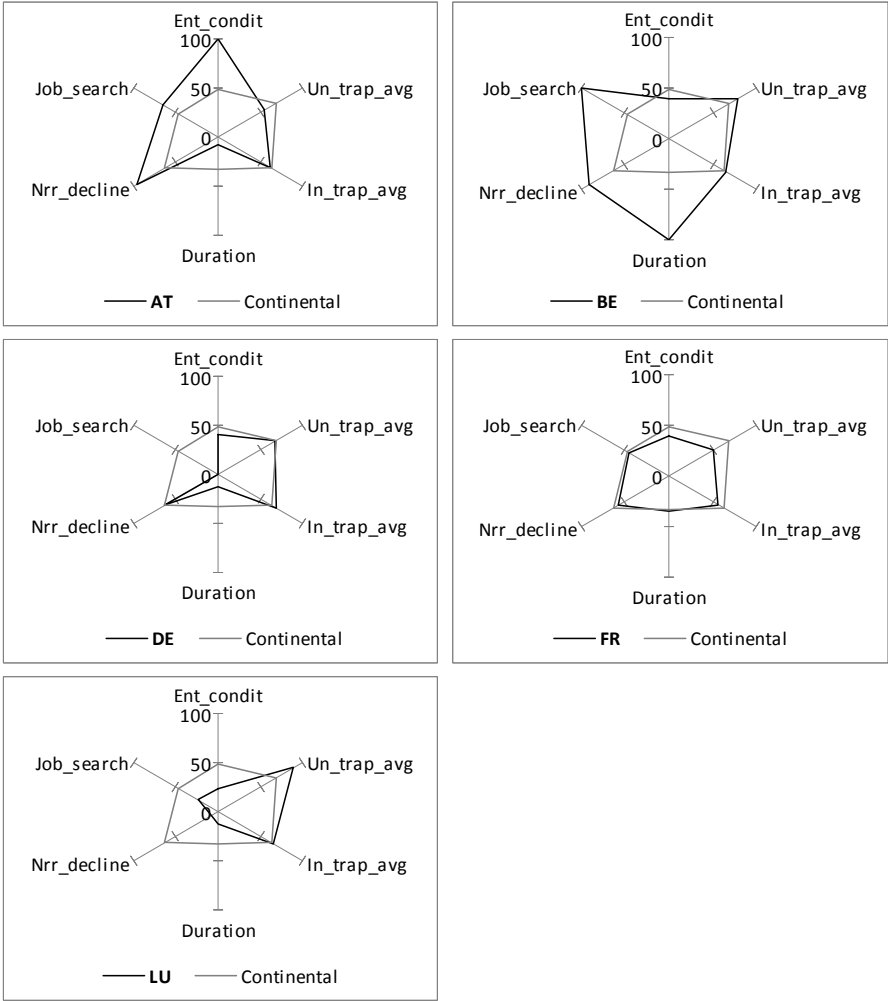 Ent_condit
100
Job_search
50
Un_trap_avg
0
Nrr_decline
In_trap_avg
Duration
AT Continental
Ent_condit
100
Job_search
50
Un_trap_avg
0
Nrr_decline
In_trap_avg
Duration
BE Continental
Ent_condit
100
Job_search
50
Un_trap_avg
0
Nrr_decline
In_trap_avg
Duration
DE Continental
Ent_condit
100
Job_search
50
Un_trap_avg
0
Nrr_decline
In_trap_avg
Duration
FR Continental
Ent_condit
100
Job_search
50
Un_trap_avg
0
Nrr_decline
In_trap_avg
Duration
LU Continental